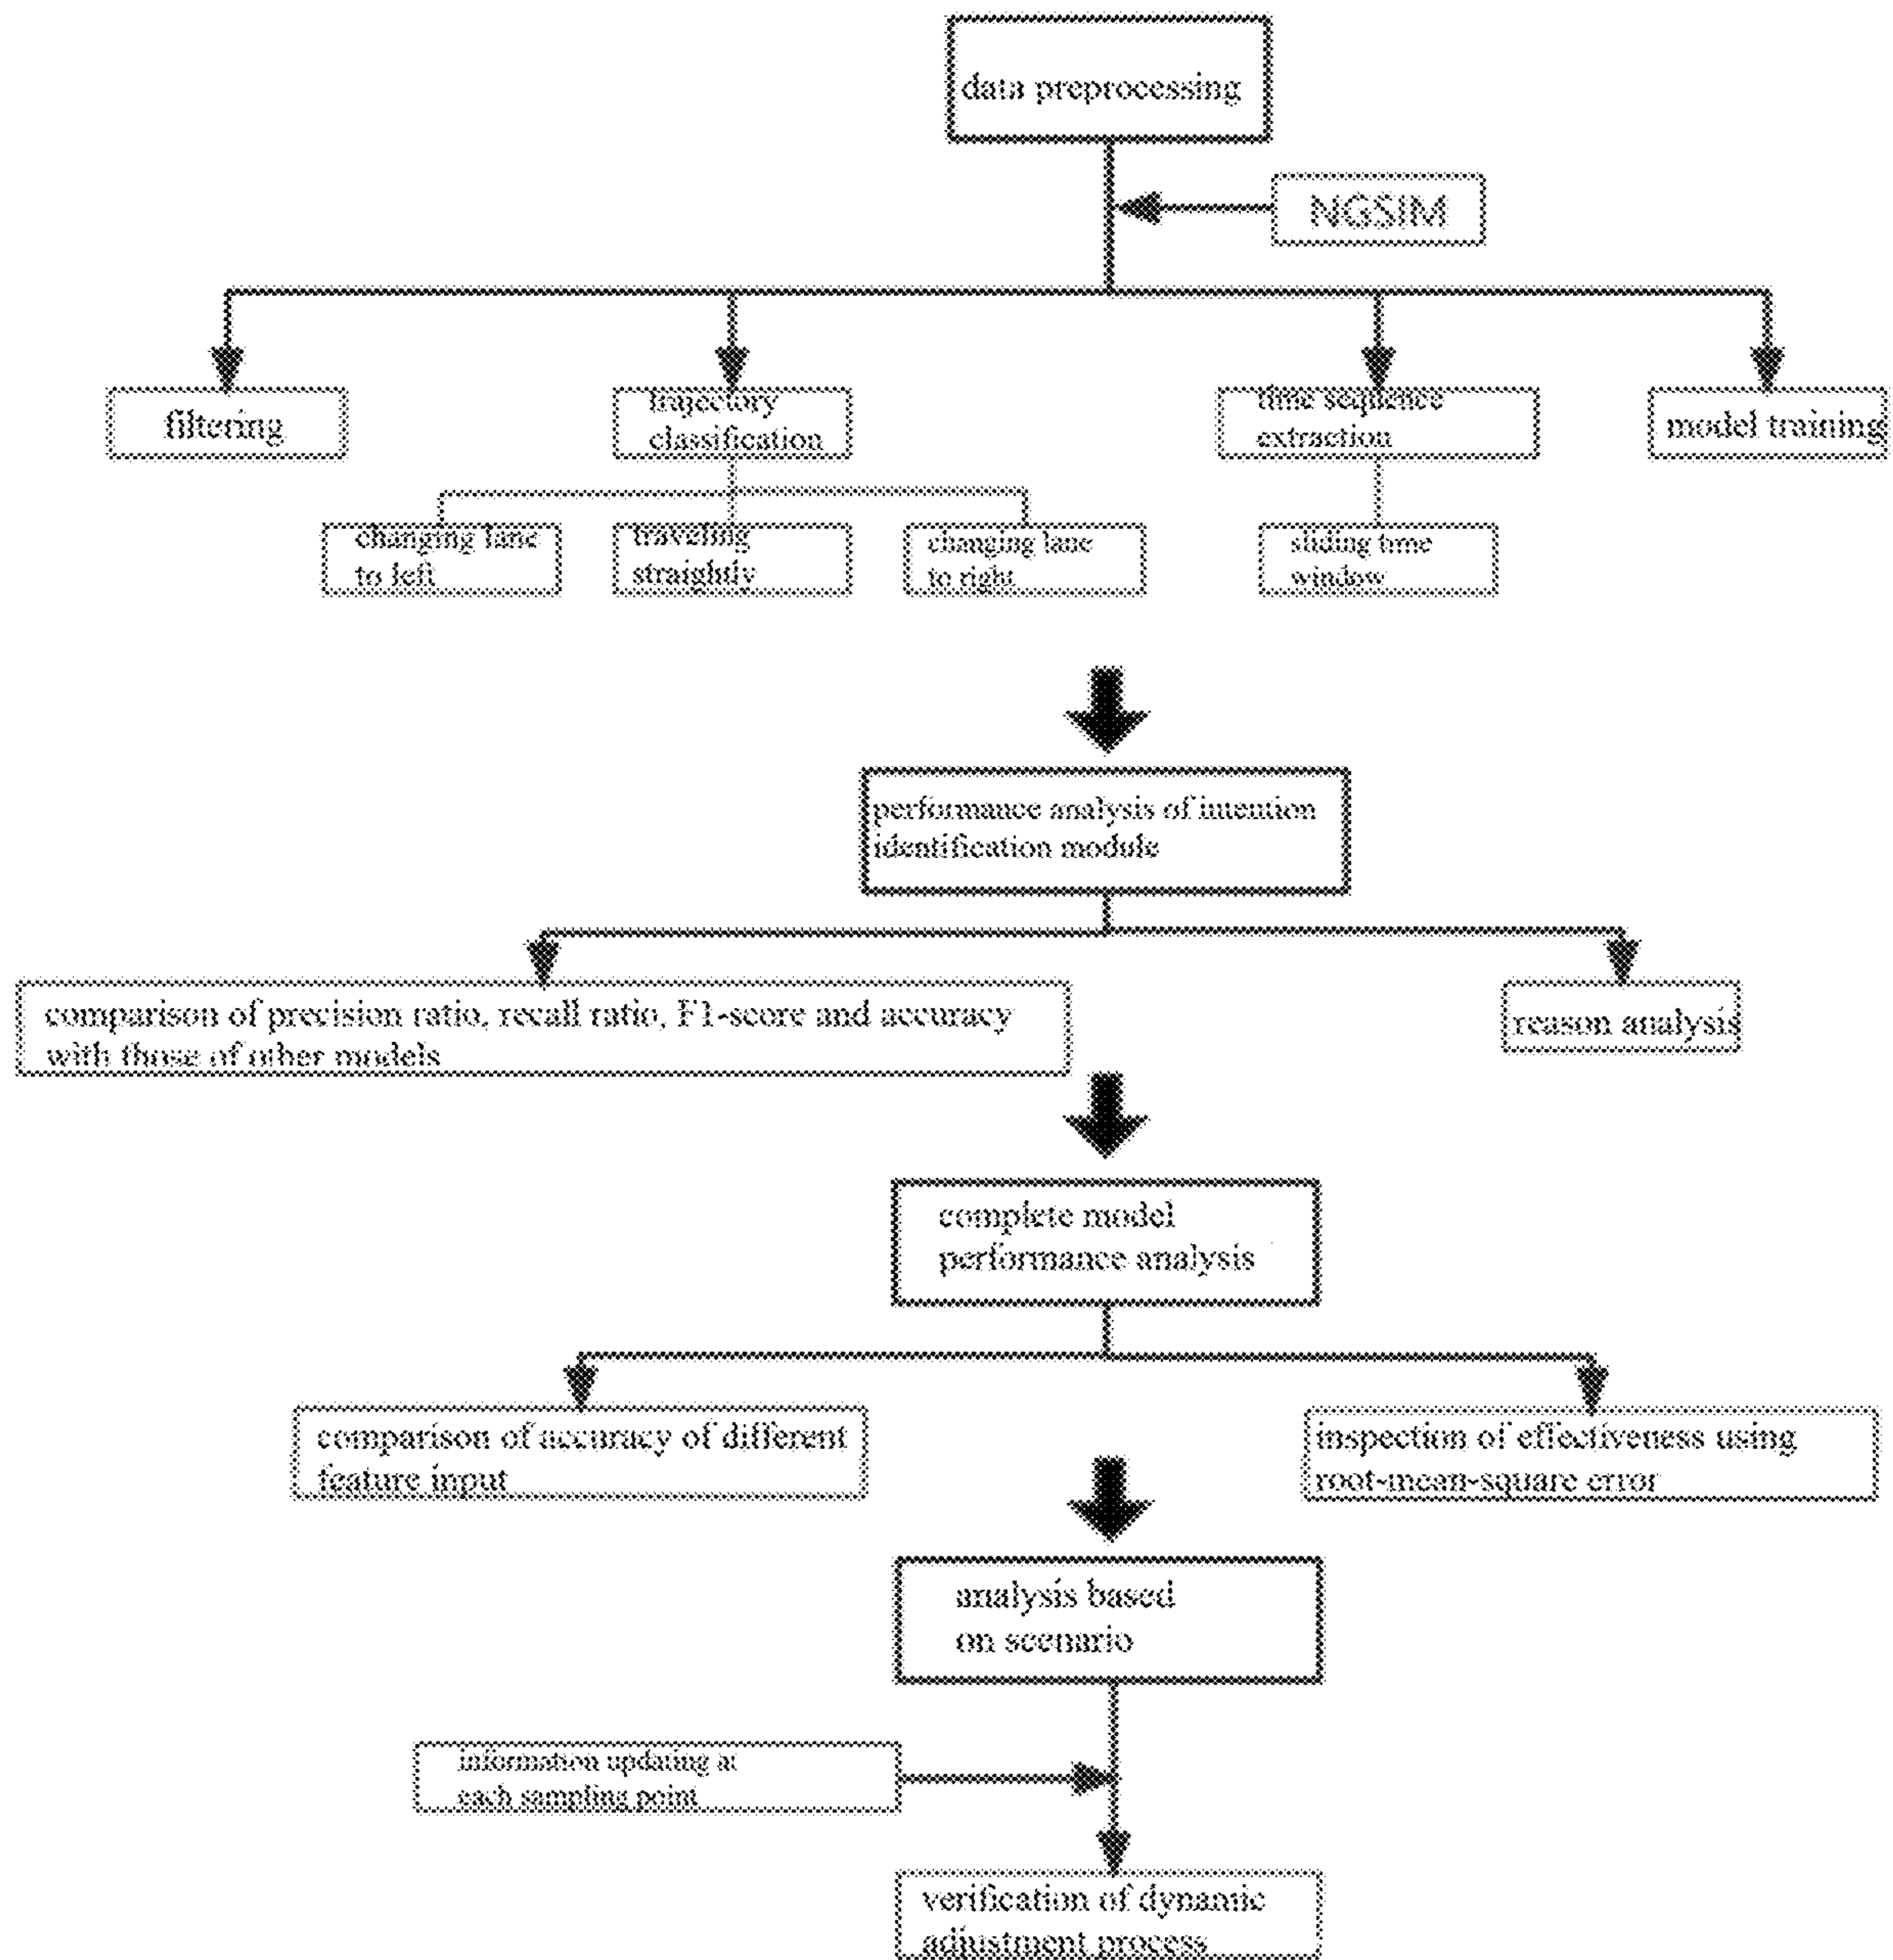 data preprocessing
NGSIM
filtering
trajectory
classification
time sequence
extraction
model training
changing lane
to left
traveling
straightly
changing lane
to right
sliding time
window
performance analysis of intention
identification module
comparison of precision ratio, recall ratio, F1-score and accuracy
with those of other models
reason analysis
complete model
performance analysis
comparison of accuracy of different
feature input
inspection of effectiveness using
root-mean-square error
analysis based
on scenario
information updating at
each sampling point
verification of dynamic
adjustment process